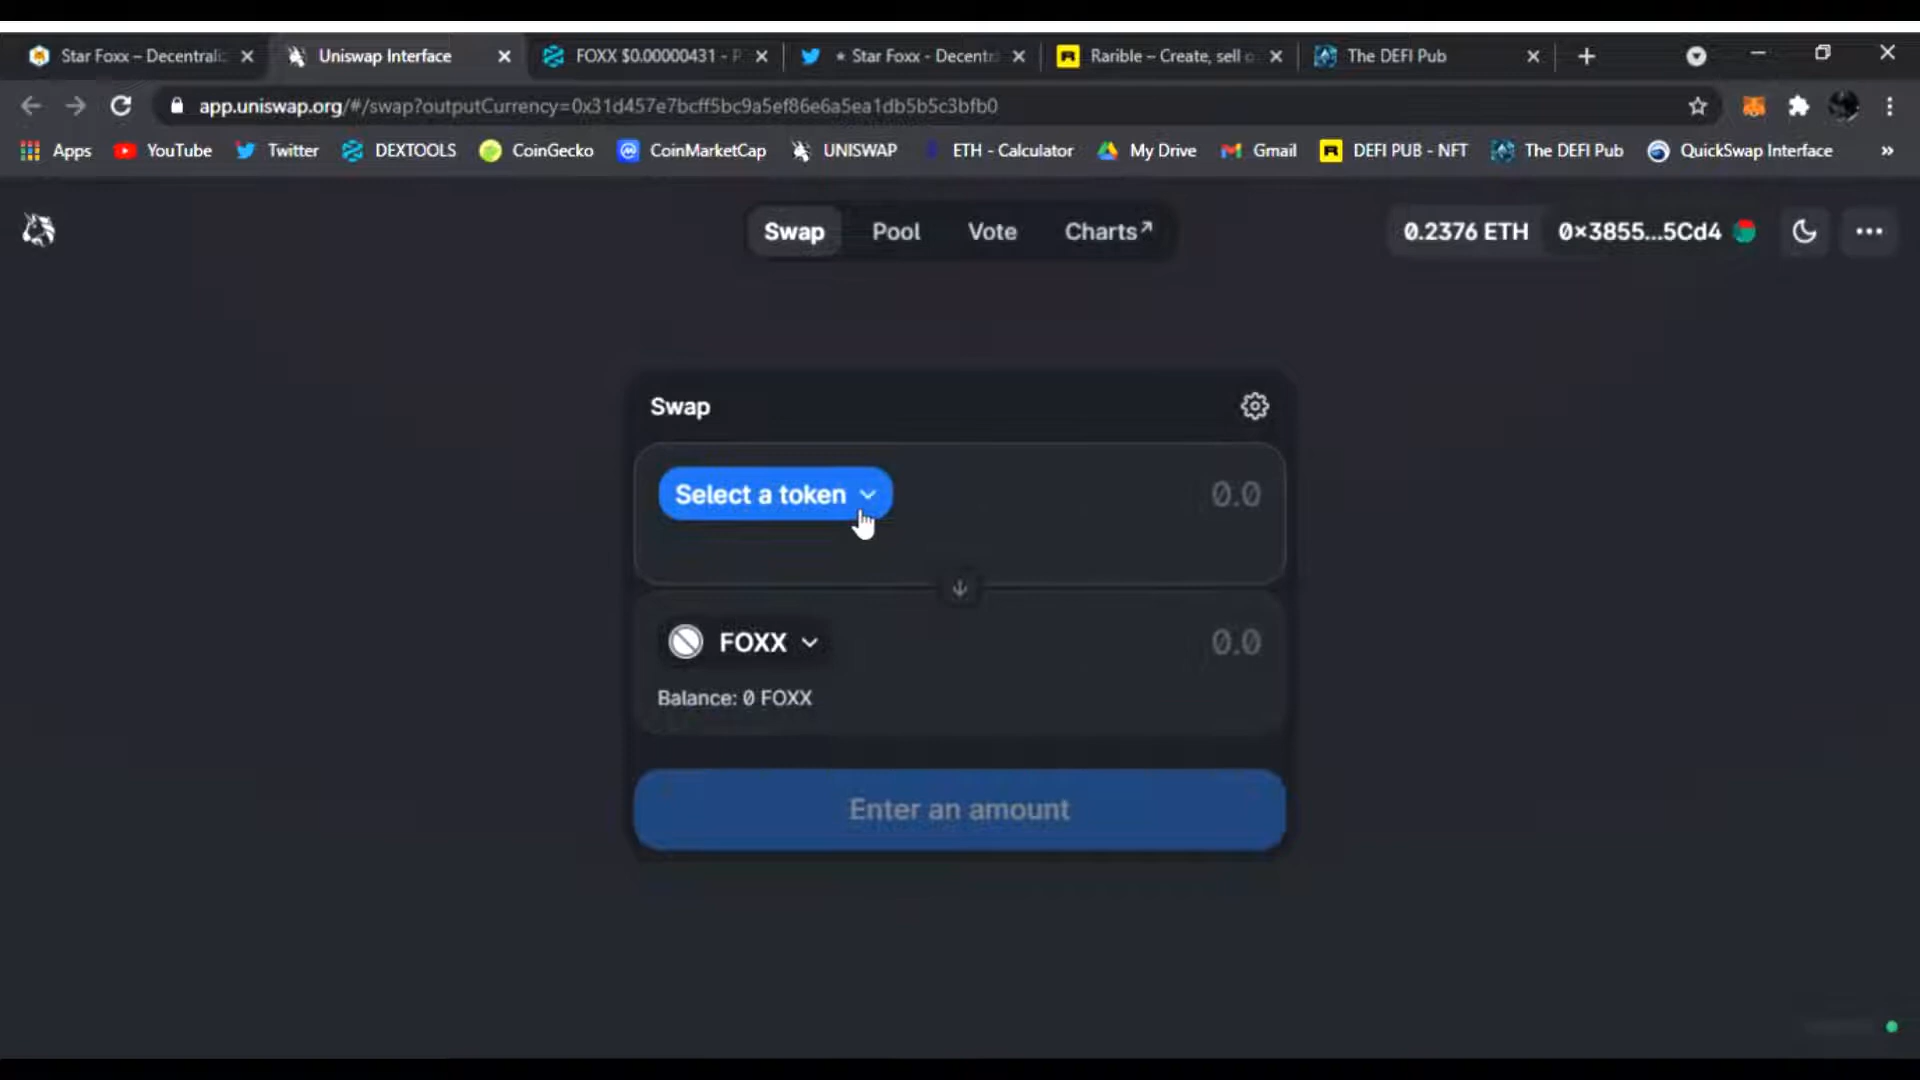 Star Foxx – Decentrali
Uniswap Interface
FOXX $0.00000431 - P
* Star Foxx - Decentr
Rarible – Create, sell o
The DEFI Pub
app.uniswap.org/#/swap?outputCurrency=0x31d457e7bcff5bc9a5ef86e6a5ea1db5b5c3bfb0
Apps
YouTube
Twitter
DEXTOOLS
CoinGecko
CoinMarketCap
UNISWAP
ETH - Calculator
My Drive
Gmail
DEFI PUB - NFT
The DEFI Pub
QuickSwap Interface
»
Swap
Pool
Vote
Charts↗
0.2376 ETH
0×3855...5Cd4
Swap
Select a token
0.0
FOXX
0.0
Balance: 0 FOXX
Enter an amount